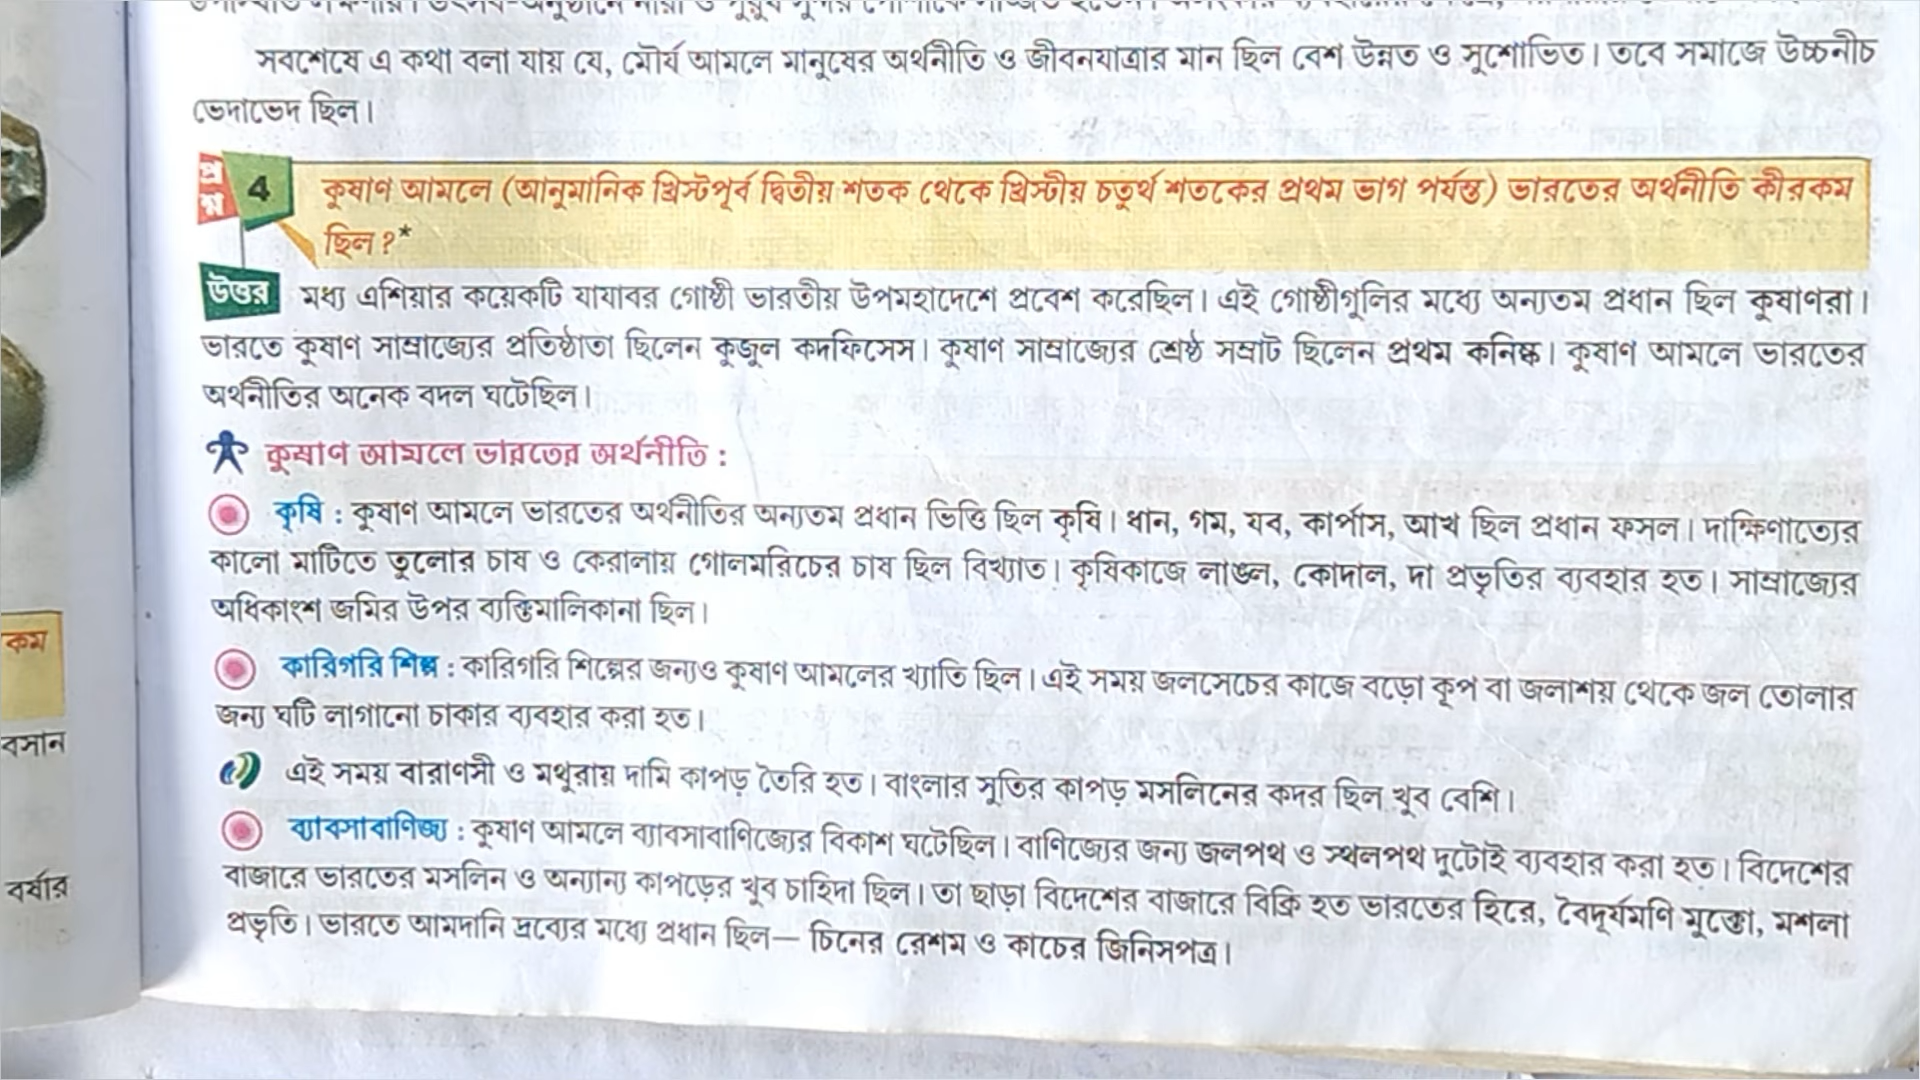 সবশেষে এ কথা বলা যায় যে, মৌর্য আমলে মানুষের অর্থনীতি ও জীবনযাত্রার মান ছিল বেশ উন্নত ও সুশোভিত। তবে সমাজে উচ্চনীচ
ভেদাভেদ ছিল।
প্রশ্ন 4 কুষাণ আমলে (আনুমানিক খ্রিস্টপূর্ব দ্বিতীয় শতক থেকে খ্রিস্টীয় চতুর্থ শতকের প্রথম ভাগ পর্যন্ত) ভারতের অর্থনীতি কীরকম
ছিল?*
উত্তর মধ্য এশিয়ার কয়েকটি যাযাবর গোষ্ঠী ভারতীয় উপমহাদেশে প্রবেশ করেছিল। এই গোষ্ঠীগুলির মধ্যে অন্যতম প্রধান ছিল কুষাণরা।
ভারতে কুষাণ সাম্রাজ্যের প্রতিষ্ঠাতা ছিলেন কুজুল কদফিসেস। কুষাণ সাম্রাজ্যের শ্রেষ্ঠ সম্রাট ছিলেন প্রথম কনিষ্ক। কুষাণ আমলে ভারতের
অর্থনীতির অনেক বদল ঘটেছিল।
কুষাণ আমলে ভারতের অর্থনীতি :
কৃষি : কুষাণ আমলে ভারতের অর্থনীতির অন্যতম প্রধান ভিত্তি ছিল কৃষি। ধান, গম, যব, কার্পাস, আখ ছিল প্রধান ফসল। দাক্ষিণাত্যের
কালো মাটিতে তুলোর চাষ ও কেরালায় গোলমরিচের চাষ ছিল বিখ্যাত। কৃষিকাজে লাঙল, কোদাল, দা প্রভৃতির ব্যবহার হত। সাম্রাজ্যের
অধিকাংশ জমির উপর ব্যক্তিমালিকানা ছিল।
কারিগরি শিল্প : কারিগরি শিল্পের জন্যও কুষাণ আমলের খ্যাতি ছিল। এই সময় জলসেচের কাজে বড়ো কূপ বা জলাশয় থেকে জল তোলার
জন্য ঘটি লাগানো চাকার ব্যবহার করা হত।
এই সময় বারাণসী ও মথুরায় দামি কাপড় তৈরি হত। বাংলার সুতির কাপড় মসলিনের কদর ছিল খুব বেশি।
ব্যাবসাবাণিজ্য : কুষাণ আমলে ব্যাবসাবাণিজ্যের বিকাশ ঘটেছিল। বাণিজ্যের জন্য জলপথ ও স্থলপথ দুটোই ব্যবহার করা হত। বিদেশের
বাজারে ভারতের মসলিন ও অন্যান্য কাপড়ের খুব চাহিদা ছিল। তা ছাড়া বিদেশের বাজারে বিক্রি হত ভারতের হিরে, বৈদূর্যমণি মুক্তো, মশলা
প্রভৃতি। ভারতে আমদানি দ্রব্যের মধ্যে প্রধান ছিল— চিনের রেশম ও কাচের জিনিসপত্র।
কম
বসান
বর্ষার